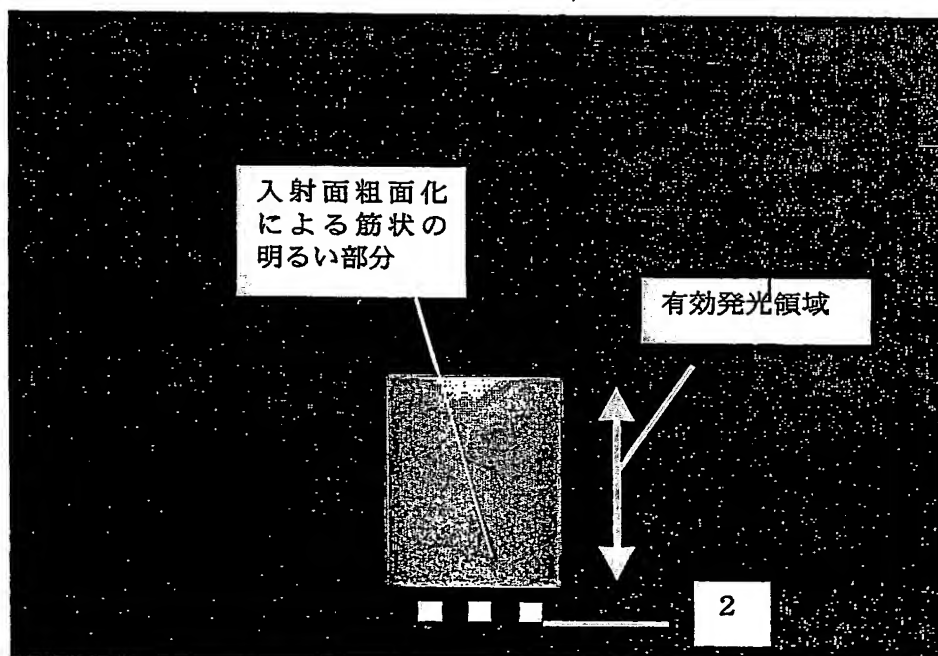 入射面粗面化
による筋状の
明るい部分
有効発光領域
2